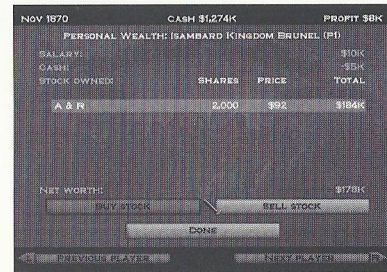 NOV 1870 CASH $1,274K PROFIT $8K
PERSONAL WEALTH: ISAMBARD KINGDOM BRUNEL (P1)
SALARY: $10K
CASH: -$5K
STOCK OWNED: SHARES PRICE TOTAL
A & R 2,000 $92 $184K
NET WORTH: $178K
BUY STOCK SELL STOCK
DONE
PREVIOUS PLAYER NEXT PLAYER